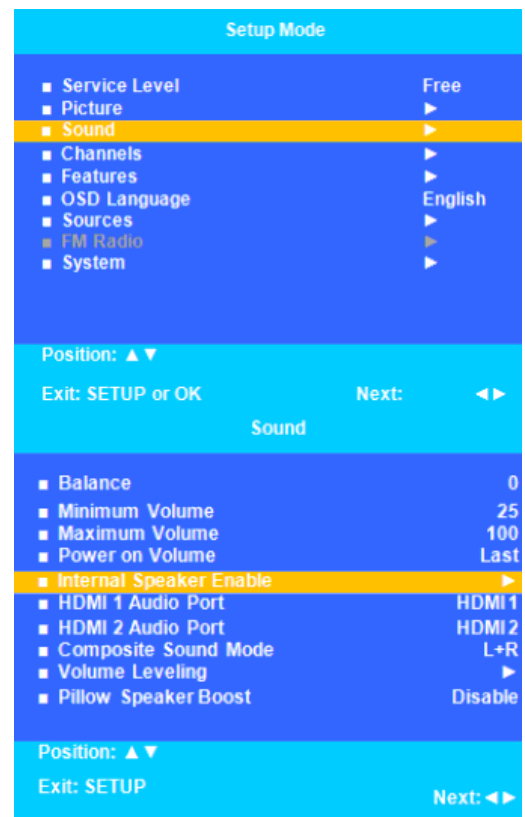 Setup Mode
■ Service Level Free
■ Picture ►
■ Sound ►
■ Channels ►
■ Features ►
■ OSD Language English
■ Sources ►
■ FM Radio ►
■ System ►
Position: ▲▼
Exit: SETUP or OK Next: ◄►
Sound
■ Balance 0
■ Minimum Volume 25
■ Maximum Volume 100
■ Power on Volume Last
■ Internal Speaker Enable ►
■ HDMI 1 Audio Port HDMI1
■ HDMI 2 Audio Port HDMI2
■ Composite Sound Mode L+R
■ Volume Leveling ►
■ Pillow Speaker Boost Disable
Position: ▲▼
Exit: SETUP
Next: ◄►